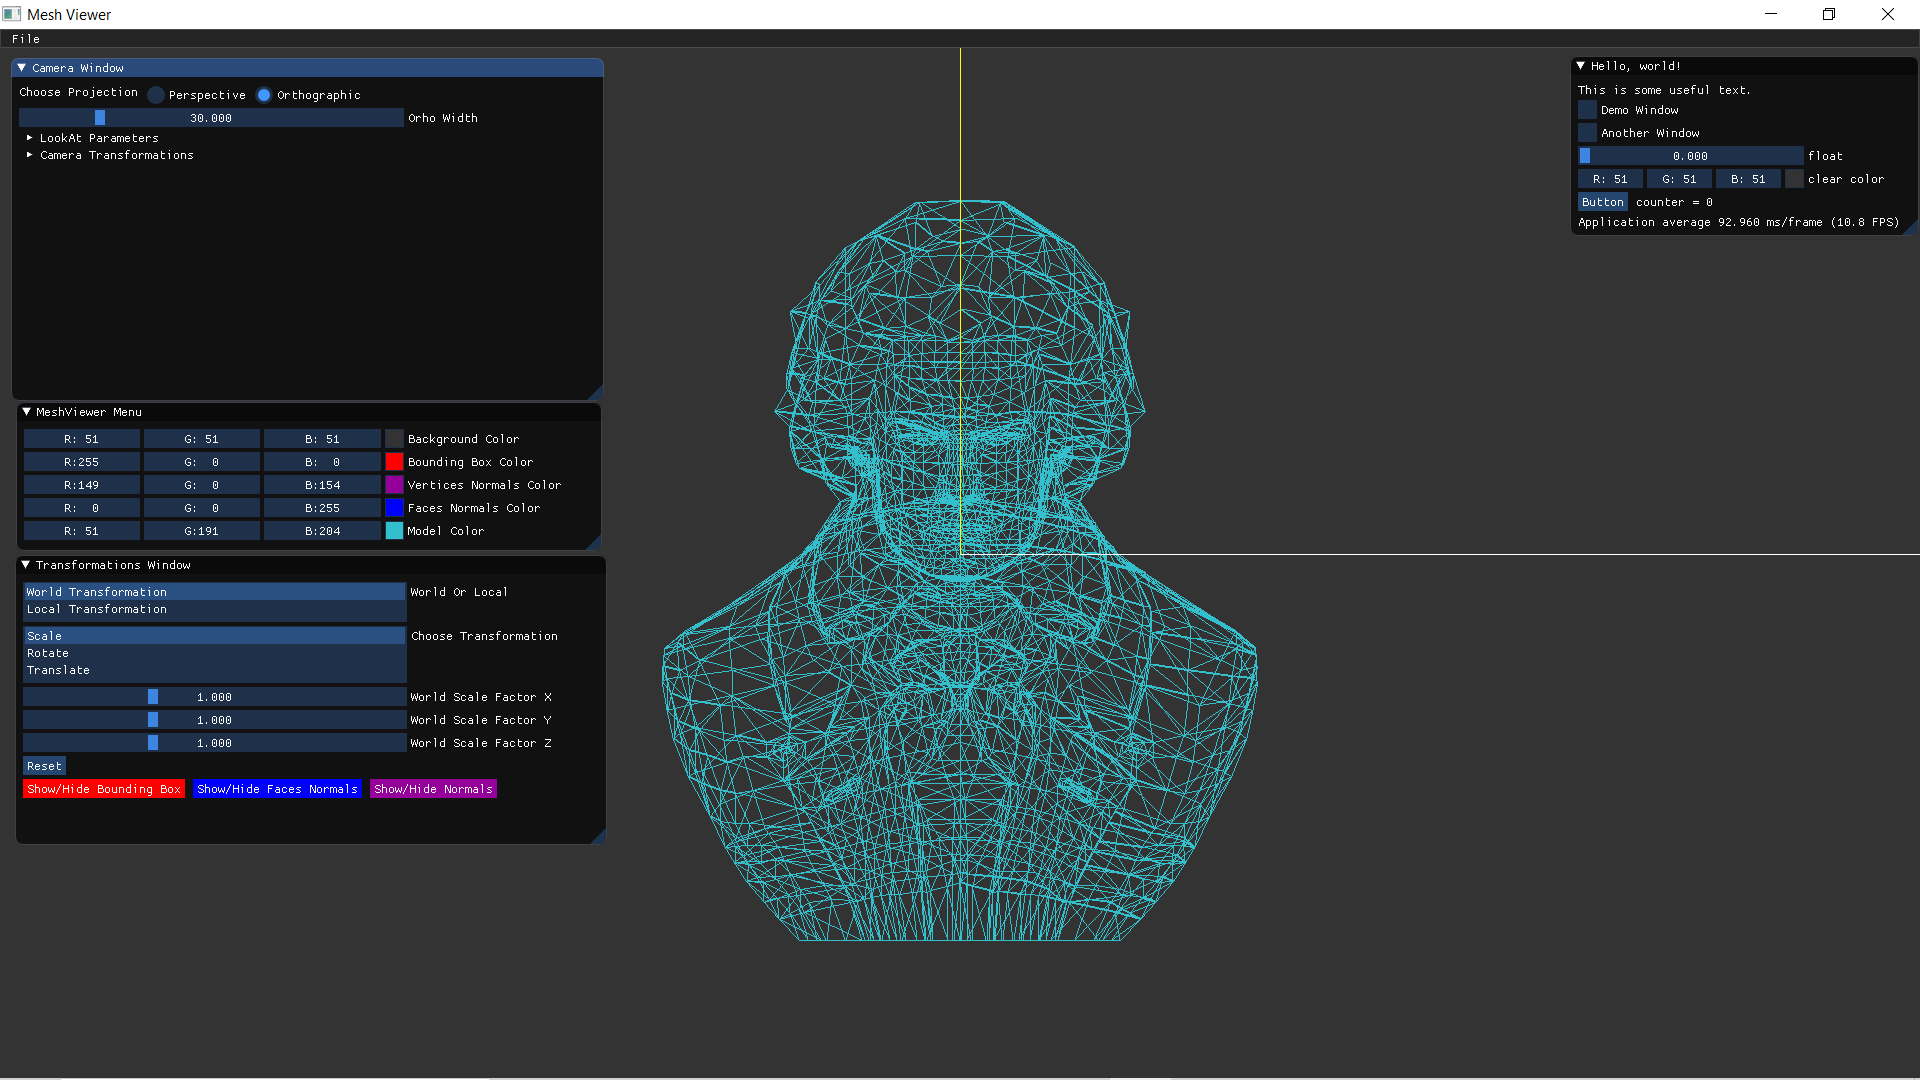 Mesh Viewer
File
Camera Window
Choose Projection Perspective Orthographic
30.000 Orho Width
LookAt Parameters
Camera Transformations
MeshViewer Menu
R: 51 G: 51 B: 51 Background Color
R:255 G: 0 B: 0 Bounding Box Color
R:149 G: 0 B:154 Vertices Normals Color
R: 0 G: 0 B:255 Faces Normals Color
R: 51 G:191 B:204 Model Color
Transformations Window
World Transformation World Or Local
Local Transformation
Scale Choose Transformation
Rotate
Translate
1.000 World Scale Factor X
1.000 World Scale Factor Y
1.000 World Scale Factor Z
Reset
Show/Hide Bounding Box Show/Hide Faces Normals Show/Hide Normals
Hello, world!
This is some useful text.
Demo Window
Another Window
0.000 float
R: 51 G: 51 B: 51 clear color
Button counter = 0
Application average 92.960 ms/frame (10.8 FPS)